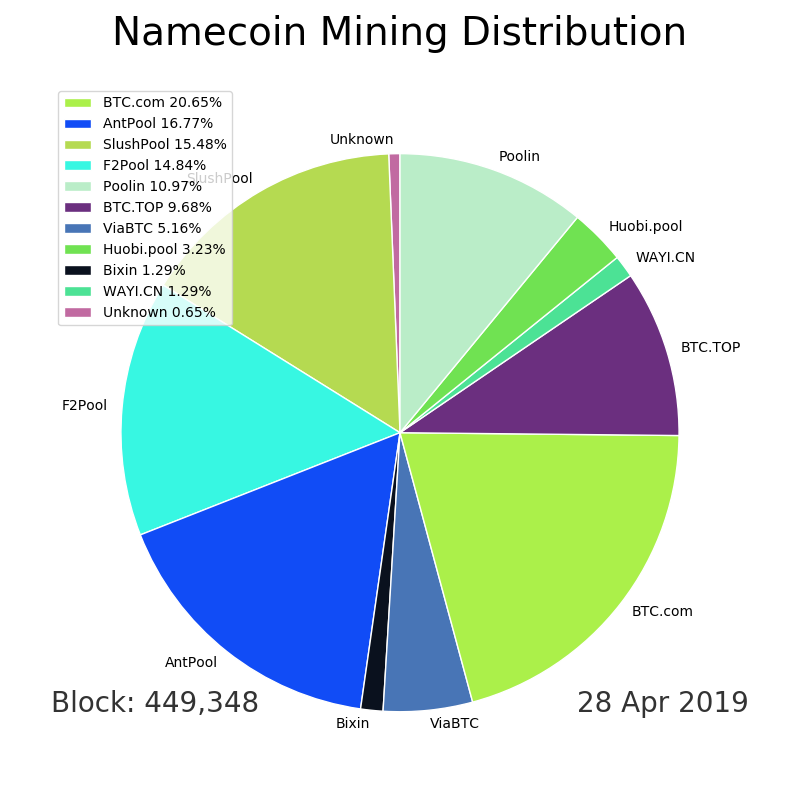 Namecoin Mining Distribution
BTC.com 20.65%
AntPool 16.77%
SlushPool 15.48%
F2Pool 14.84%
Poolin 10.97%
BTC.TOP 9.68%
ViaBTC 5.16%
Huobi.pool 3.23%
Bixin 1.29%
WAYI.CN 1.29%
Unknown 0.65%
Unknown
Poolin
SlushPool
Huobi.pool
WAYI.CN
BTC.TOP
F2Pool
BTC.com
AntPool
Bixin
ViaBTC
Block: 449,348
28 Apr 2019